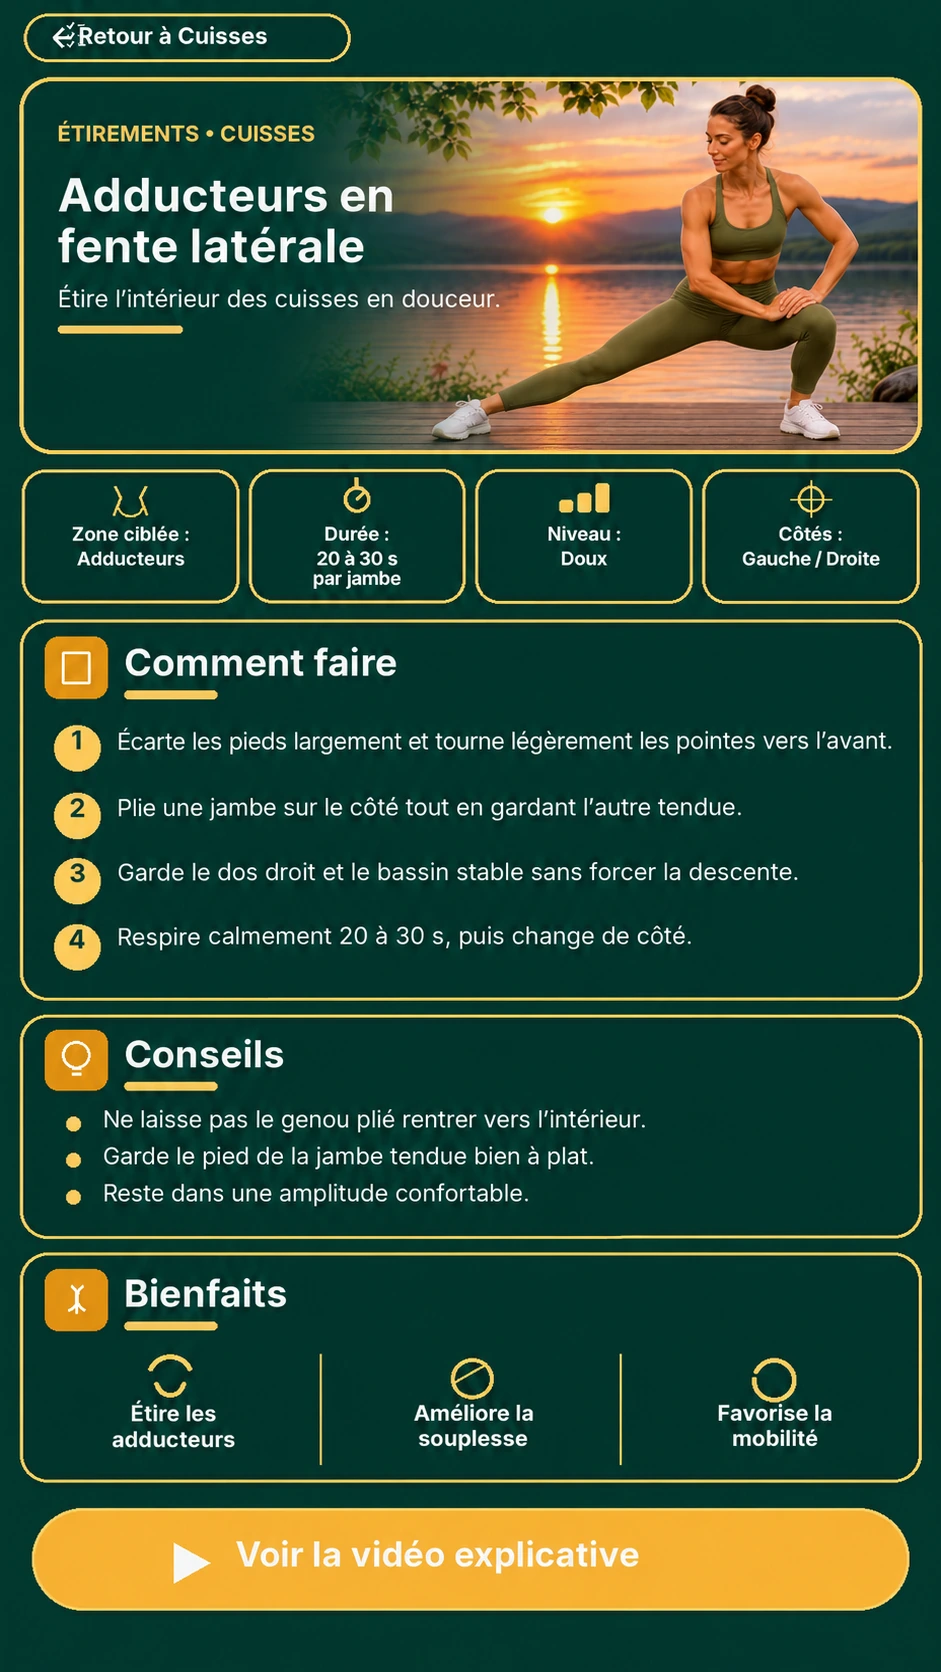 Retour à Cuisses
ÉTIREMENTS • CUISSES
Adducteurs en
fente latérale
Étire l’intérieur des cuisses en douceur.
Zone ciblée :
Adducteurs
Durée :
20 à 30 s
par jambe
Niveau :
Doux
Côtés :
Gauche / Droite
Comment faire
1 Écarte les pieds largement et tourne légèrement les pointes vers l’avant.
2 Plie une jambe sur le côté tout en gardant l’autre tendue.
3 Garde le dos droit et le bassin stable sans forcer la descente.
4 Respire calmement 20 à 30 s, puis change de côté.
Conseils
Ne laisse pas le genou plié rentrer vers l’intérieur.
Garde le pied de la jambe tendue bien à plat.
Reste dans une amplitude confortable.
Bienfaits
Étire les
adducteurs
Améliore la
souplesse
Favorise la
mobilité
Voir la vidéo explicative